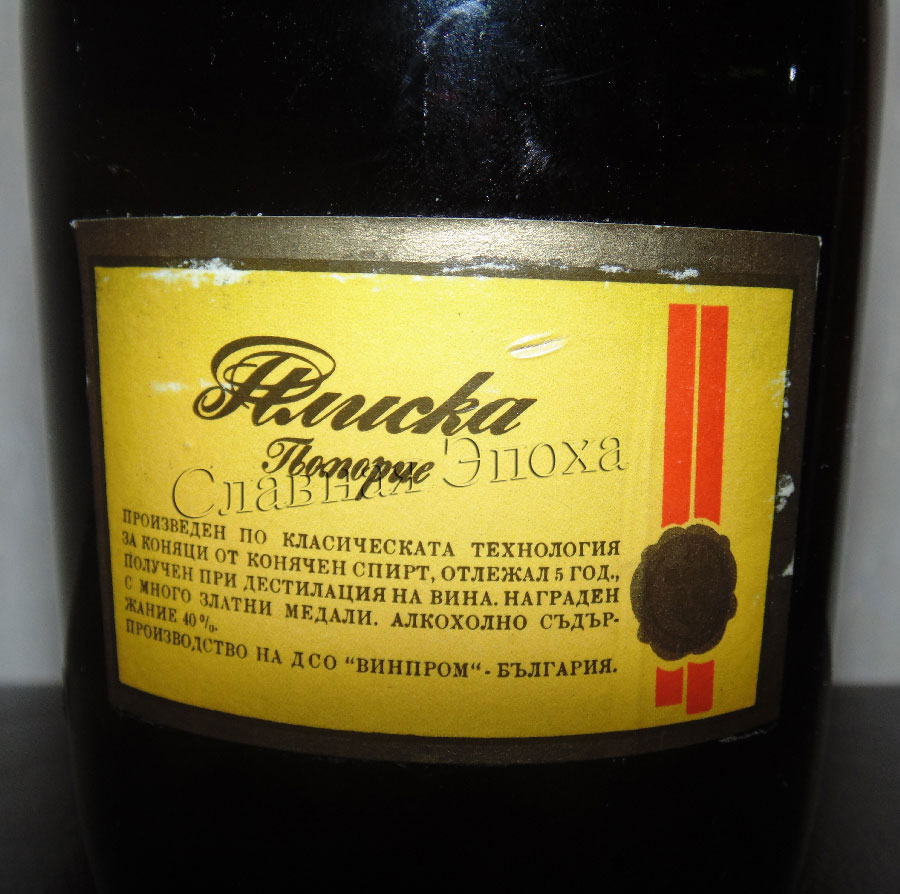 Плиска
Поморие
Славная Эпоха
ПРОИЗВЕДЕН ПО КЛАСИЧЕСКАТА ТЕХНОЛОГИЯ
ЗА КОНЯЦИ ОТ КОНЯЧЕН СПИРТ, ОТЛЕЖАЛ 5 ГОД.,
ПОЛУЧЕН ПРИ ДЕСТИЛАЦИЯ НА ВИНА. НАГРАДЕН
С МНОГО ЗЛАТНИ МЕДАЛИ. АЛКОХОЛНО СЪДЪР-
ЖАНИЕ 40%.
ПРОИЗВОДСТВО НА ДСО "ВИНПРОМ" - БЪЛГАРИЯ.